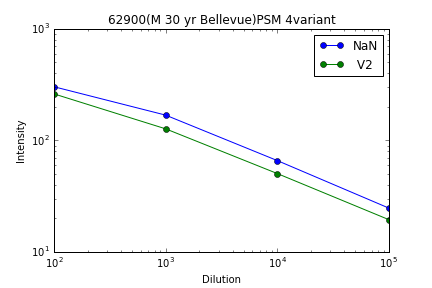 62900(M 30 yr Bellevue)PSM 4variant
NaN
V2
Intensity
10³
10²
10¹
10² 10³ 10⁴ 10⁵
Dilution